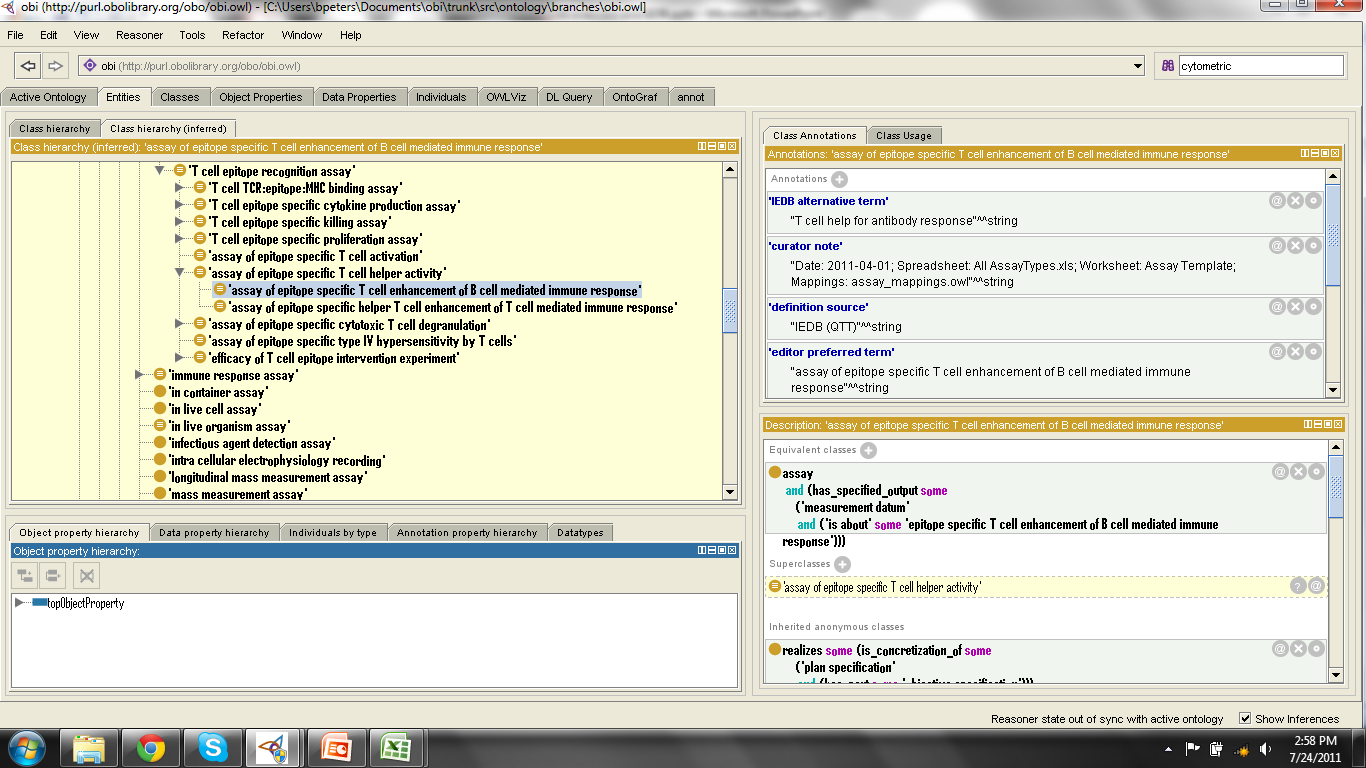 obi (http://purl.obolibrary.org/obo/obi.owl) - [C:\Users\bpeters\Documents\obi\trunk\src\ontology\branches\obi.owl]
File Edit View Reasoner Tools Refactor Window Help
obi (http://purl.obolibrary.org/obo/obi.owl)
cytometric
Active Ontology Entities Classes Object Properties Data Properties Individuals OWLViz DL Query OntoGraf annot
Class hierarchy Class hierarchy (inferred)
Class hierarchy (inferred): 'assay of epitope specific T cell enhancement of B cell mediated immune response'
'T cell epitope recognition assay'
'T cell TCR:epitope:MHC binding assay'
'T cell epitope specific cytokine production assay'
'T cell epitope specific killing assay'
'T cell epitope specific proliferation assay'
'assay of epitope specific T cell activation'
'assay of epitope specific T cell helper activity'
'assay of epitope specific T cell enhancement of B cell mediated immune response'
'assay of epitope specific helper T cell enhancement of T cell mediated immune response'
'assay of epitope specific cytotoxic T cell degranulation'
'assay of epitope specific type IV hypersensitivity by T cells'
'efficacy of T cell epitope intervention experiment'
'immune response assay'
'in container assay'
'in live cell assay'
'in live organism assay'
'infectious agent detection assay'
'intra cellular electrophysiology recording'
'longitudinal mass measurement assay'
'mass measurement assay'
Object property hierarchy Data property hierarchy Individuals by type Annotation property hierarchy Datatypes
Object property hierarchy:
topObjectProperty
Class Annotations Class Usage
Annotations: 'assay of epitope specific T cell enhancement of B cell mediated immune response'
Annotations
'IEDB alternative term'
"T cell help for antibody response"^^string
'curator note'
"Date: 2011-04-01; Spreadsheet: All AssayTypes.xls; Worksheet: Assay Template;
Mappings: assay_mappings.owl"^^string
'definition source'
"IEDB (QTT)"^^string
'editor preferred term'
"assay of epitope specific T cell enhancement of B cell mediated immune
response"^^string
Description: 'assay of epitope specific T cell enhancement of B cell mediated immune response'
Equivalent classes
assay
and (has_specified_output some
('measurement datum'
and ('is about' some 'epitope specific T cell enhancement of B cell mediated immune
response')))
Superclasses
'assay of epitope specific T cell helper activity'
Inherited anonymous classes
realizes some (is_concretization_of some
('plan specification'
and (has_part some 'objective specification')))
Reasoner state out of sync with active ontology Show Inferences
2:58 PM
7/24/2011